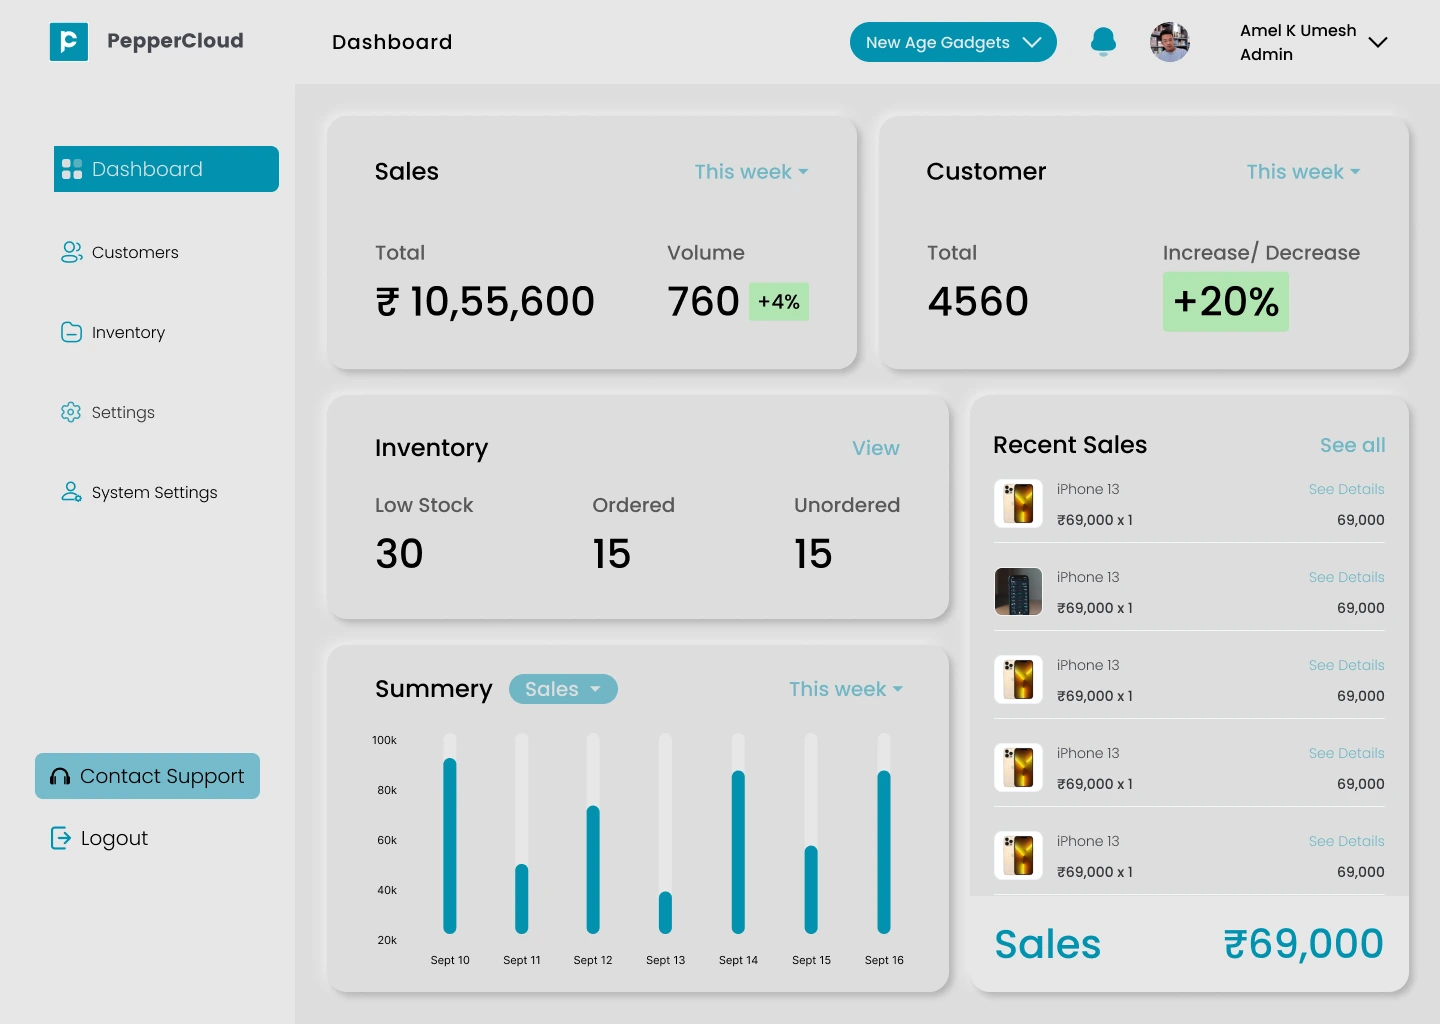 PepperCloud
Dashboard
New Age Gadgets
Amel K Umesh
Admin
Dashboard
Customers
Inventory
Settings
System Settings
Contact Support
Logout
Sales
This week
Total
Volume
₹ 10,55,600
760
+4%
Customer
This week
Total
Increase/ Decrease
4560
+20%
Inventory
View
Low Stock
Ordered
Unordered
30
15
15
Summery
Sales
This week
100k
80k
60k
40k
20k
Sept 10
Sept 11
Sept 12
Sept 13
Sept 14
Sept 15
Sept 16
Recent Sales
See all
iPhone 13
See Details
₹69,000 x 1
69,000
iPhone 13
See Details
₹69,000 x 1
69,000
iPhone 13
See Details
₹69,000 x 1
69,000
iPhone 13
See Details
₹69,000 x 1
69,000
iPhone 13
See Details
₹69,000 x 1
69,000
Sales
₹69,000